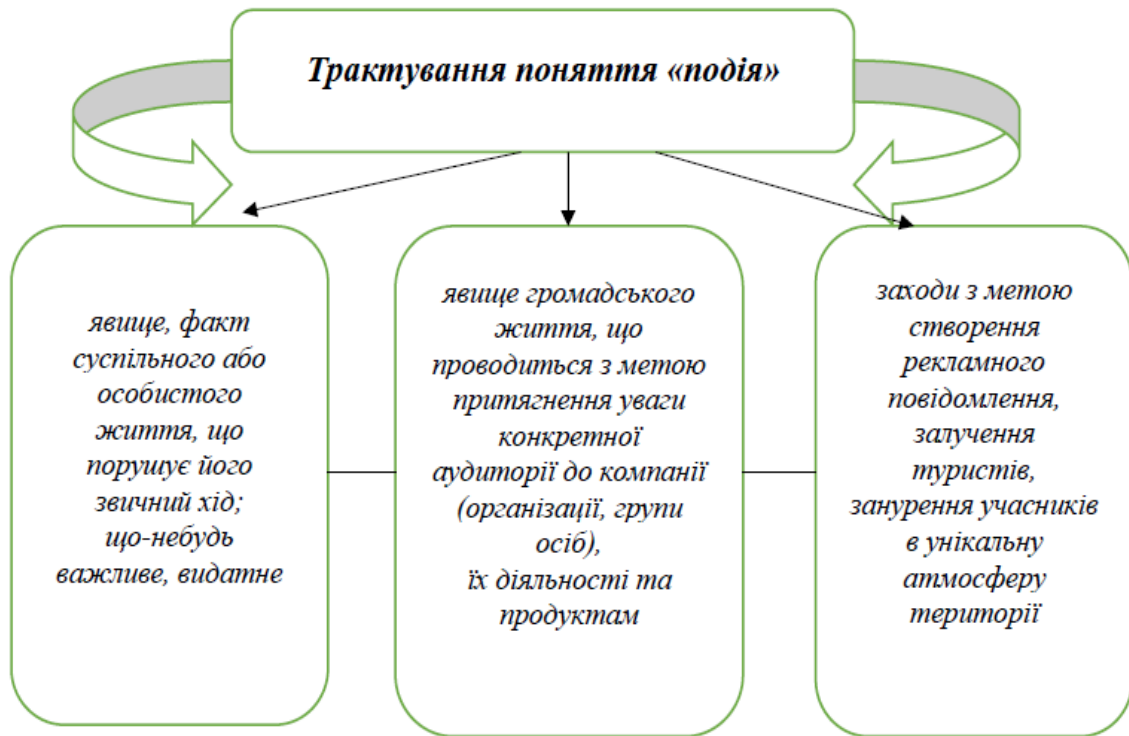 Трактування поняття «подія»
явище, факт
суспільного або
особистого
життя, що
порушує його
звичний хід;
що-небудь
важливе, видатне
явище громадського
життя, що
проводиться з метою
притягнення уваги
конкретної
аудиторії до компанії
(організації, групи
осіб),
їх діяльності та
продуктам
заходи з метою
створення
рекламного
повідомлення,
залучення
туристів,
занурення учасників
в унікальну
атмосферу
території